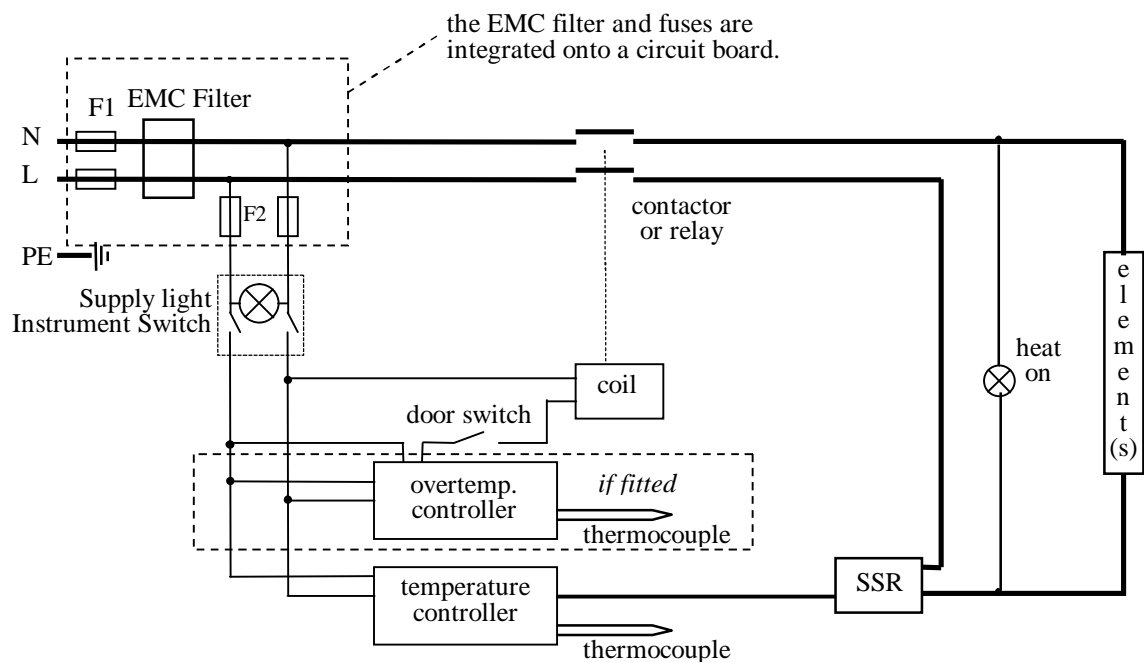 the EMC filter and fuses are
integrated onto a circuit board.
F1
EMC Filter
N
L
F2
contactor
or relay
PE
Supply light
Instrument Switch
heat
on
element(s)
coil
door switch
overtemp.
controller
if fitted
thermocouple
temperature
controller
SSR
thermocouple